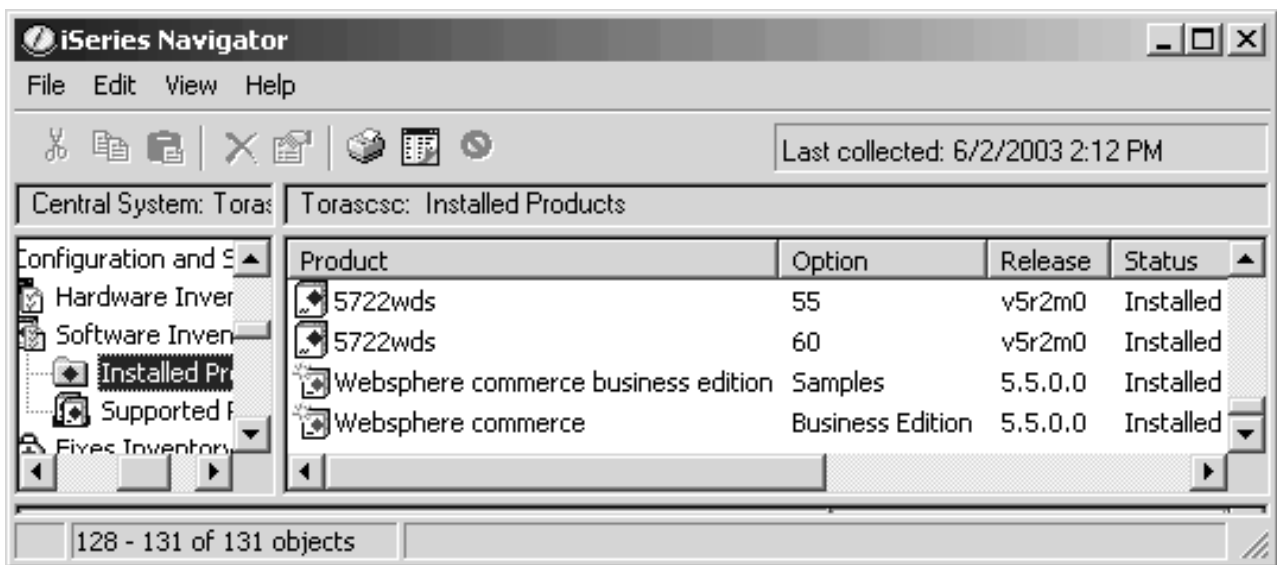 iSeries Navigator
File Edit View Help
Last collected: 6/2/2003 2:12 PM
Central System: Toras
Torascsc: Installed Products
Configuration and S
Hardware Inver
Software Inven
Installed Pr
Supported F
Fixes Inventory
Product Option Release Status
5722wds 55 v5r2m0 Installed
5722wds 60 v5r2m0 Installed
Websphere commerce business edition Samples 5.5.0.0 Installed
Websphere commerce Business Edition 5.5.0.0 Installed
128 - 131 of 131 objects